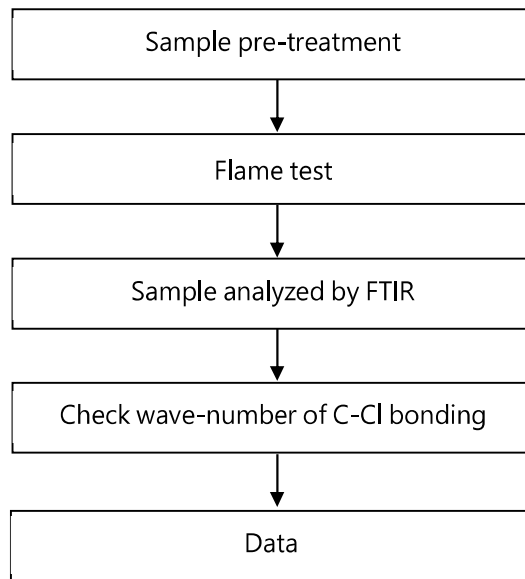 Sample pre-treatment
Flame test
Sample analyzed by FTIR
Check wave-number of C-Cl bonding
Data